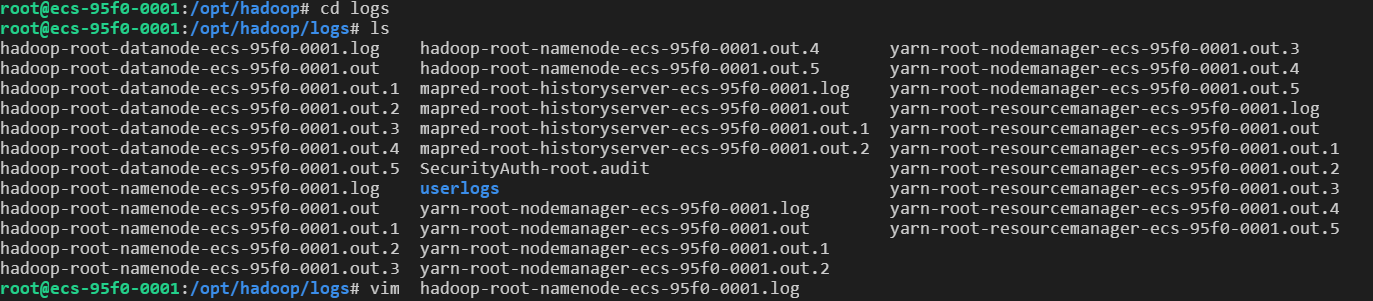 root@ecs-95f0-0001:/opt/hadoop# cd logs
root@ecs-95f0-0001:/opt/hadoop/logs# ls
hadoop-root-datanode-ecs-95f0-0001.log hadoop-root-namenode-ecs-95f0-0001.out.4 yarn-root-nodemanager-ecs-95f0-0001.out.3
hadoop-root-datanode-ecs-95f0-0001.out hadoop-root-namenode-ecs-95f0-0001.out.5 yarn-root-nodemanager-ecs-95f0-0001.out.4
hadoop-root-datanode-ecs-95f0-0001.out.1 mapred-root-historyserver-ecs-95f0-0001.log yarn-root-nodemanager-ecs-95f0-0001.out.5
hadoop-root-datanode-ecs-95f0-0001.out.2 mapred-root-historyserver-ecs-95f0-0001.out yarn-root-resourcemanager-ecs-95f0-0001.log
hadoop-root-datanode-ecs-95f0-0001.out.3 mapred-root-historyserver-ecs-95f0-0001.out.1 yarn-root-resourcemanager-ecs-95f0-0001.out
hadoop-root-datanode-ecs-95f0-0001.out.4 mapred-root-historyserver-ecs-95f0-0001.out.2 yarn-root-resourcemanager-ecs-95f0-0001.out.1
hadoop-root-datanode-ecs-95f0-0001.out.5 SecurityAuth-root.audit yarn-root-resourcemanager-ecs-95f0-0001.out.2
hadoop-root-namenode-ecs-95f0-0001.log userlogs yarn-root-resourcemanager-ecs-95f0-0001.out.3
hadoop-root-namenode-ecs-95f0-0001.out yarn-root-nodemanager-ecs-95f0-0001.log yarn-root-resourcemanager-ecs-95f0-0001.out.4
hadoop-root-namenode-ecs-95f0-0001.out.1 yarn-root-nodemanager-ecs-95f0-0001.out yarn-root-resourcemanager-ecs-95f0-0001.out.5
hadoop-root-namenode-ecs-95f0-0001.out.2 yarn-root-nodemanager-ecs-95f0-0001.out.1
hadoop-root-namenode-ecs-95f0-0001.out.3 yarn-root-nodemanager-ecs-95f0-0001.out.2
root@ecs-95f0-0001:/opt/hadoop/logs# vim  hadoop-root-namenode-ecs-95f0-0001.log